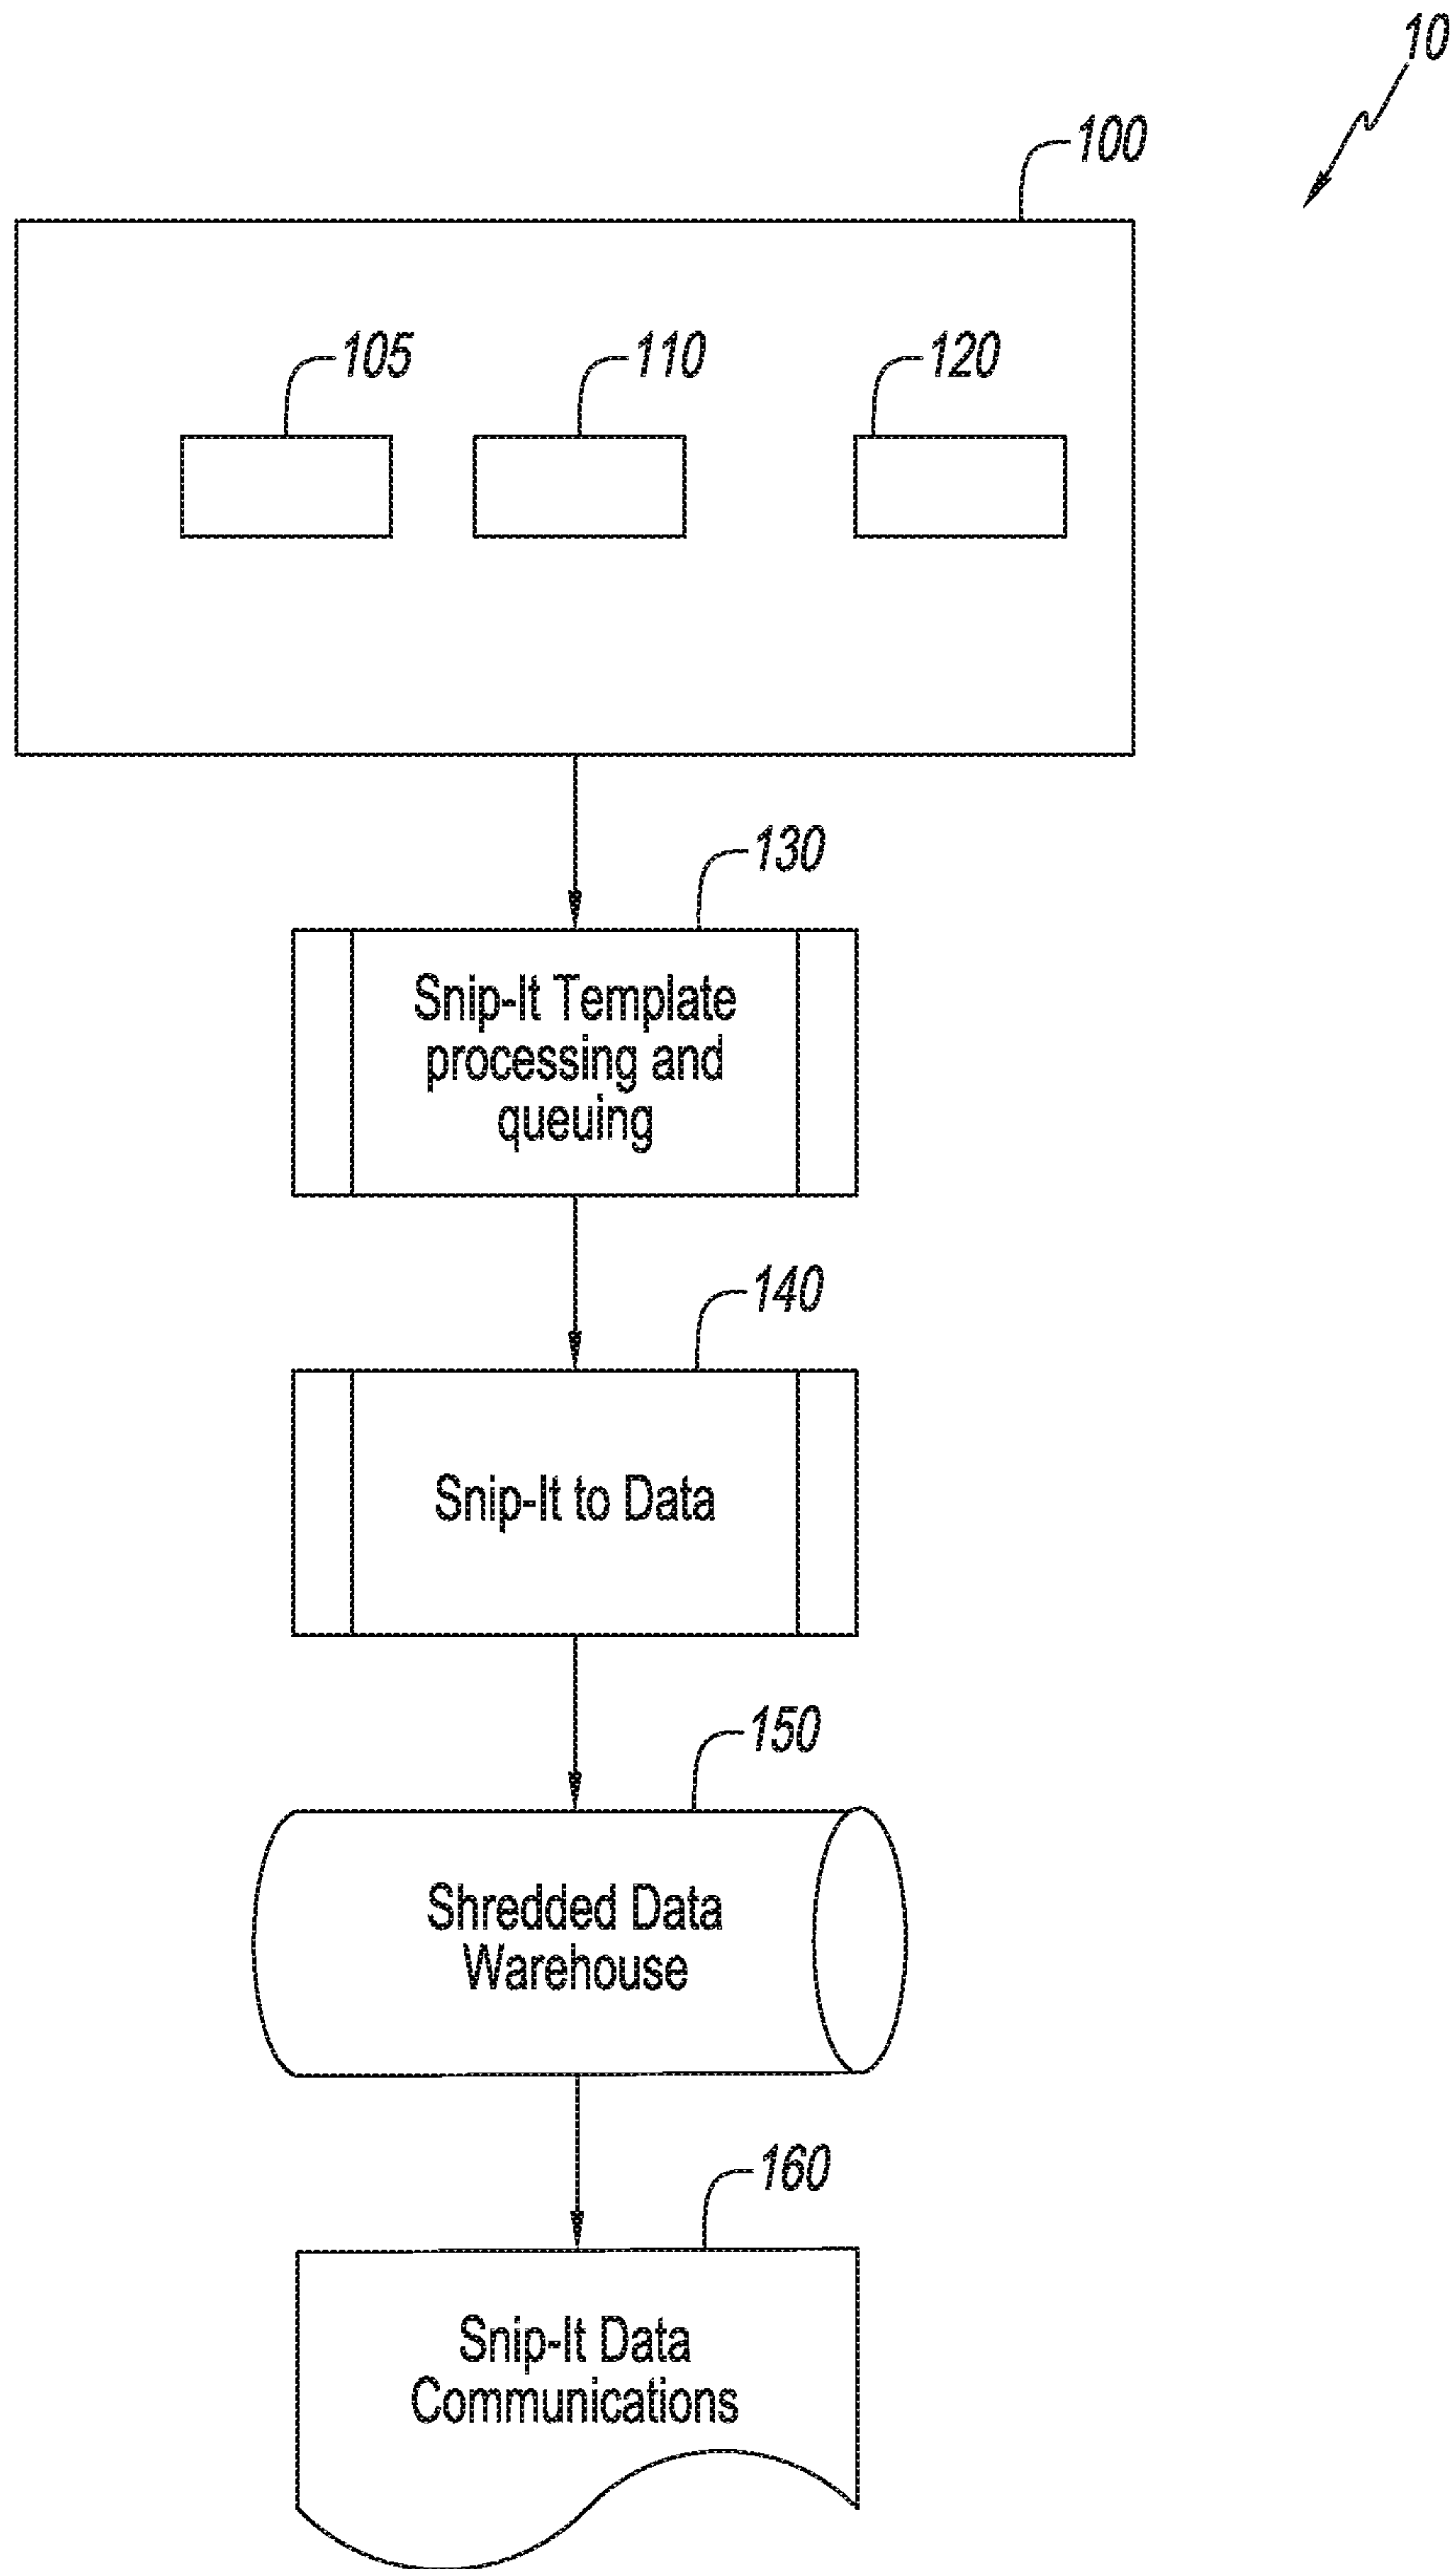 10
100
105 110 120
130
Snip-It Template
processing and
queuing
140
Snip-It to Data
150
Shredded Data
Warehouse
160
Snip-It Data
Communications